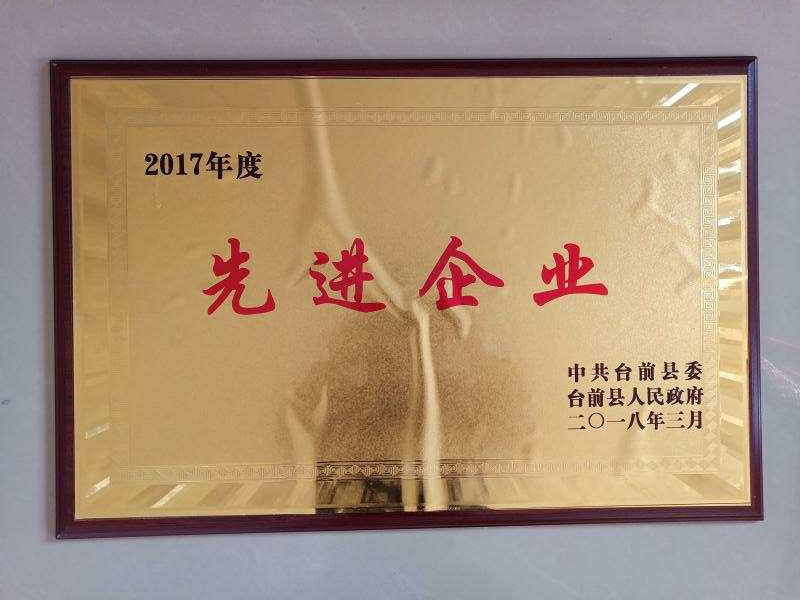 2017年度
先进企业
中共台前县委
台前县人民政府
二〇一八年三月